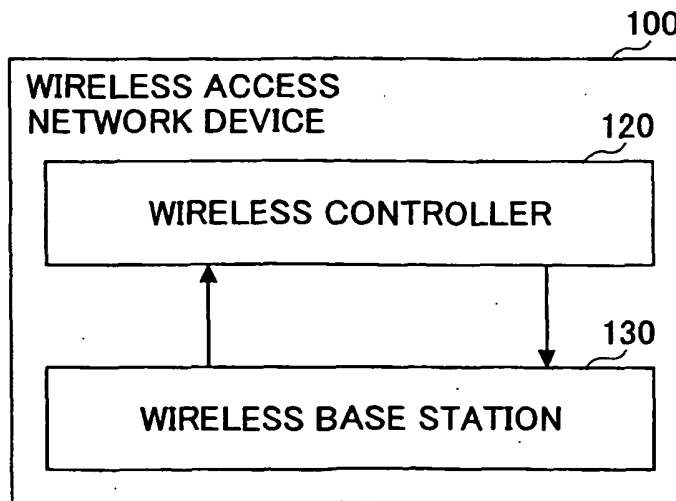 100
WIRELESS ACCESS
NETWORK DEVICE
120
WIRELESS CONTROLLER
130
WIRELESS BASE STATION